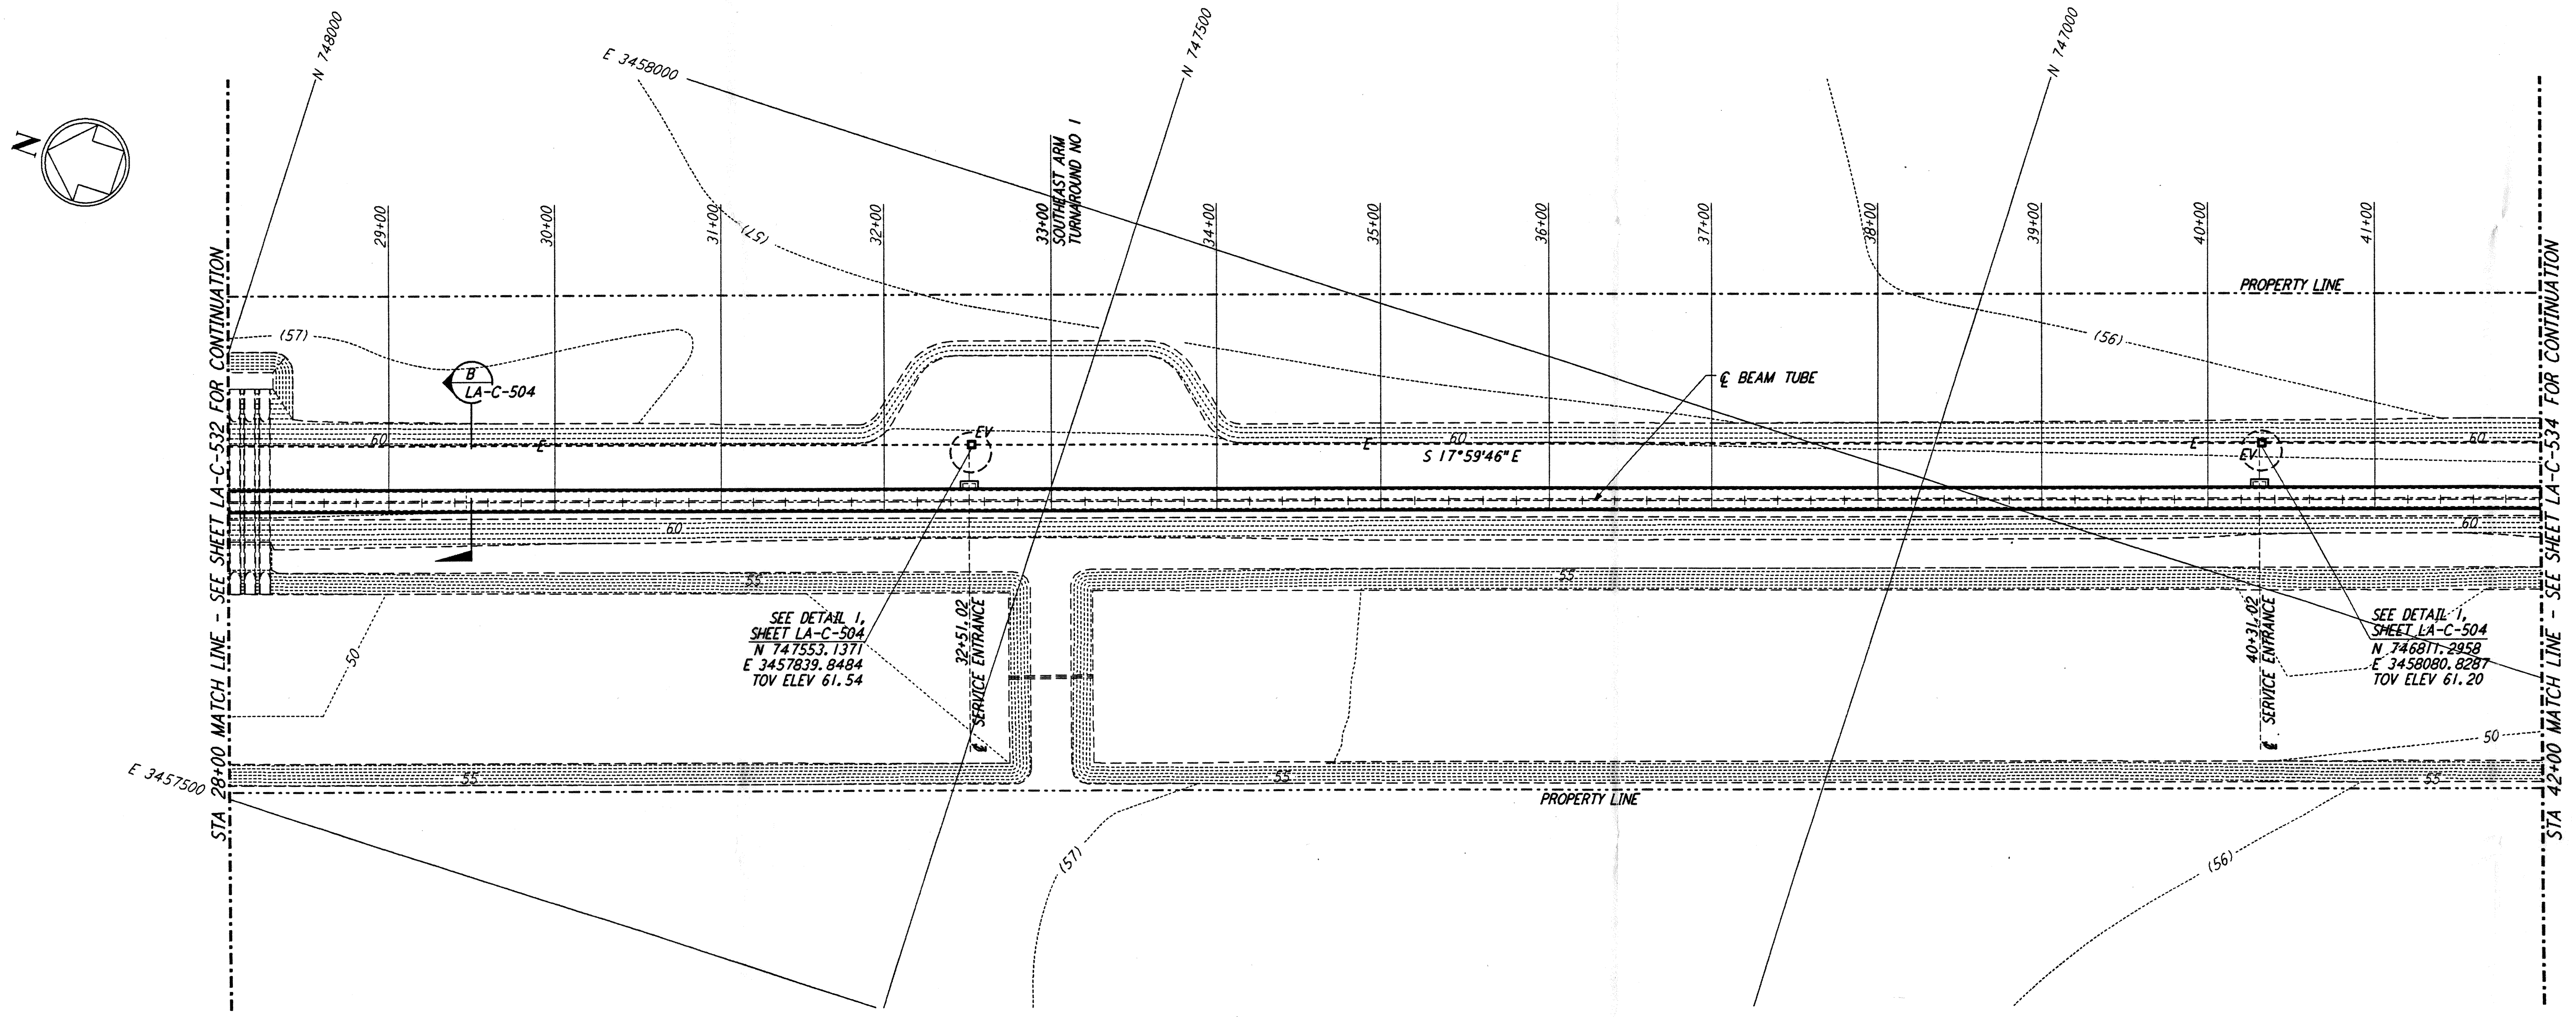 N
N 748000
E 3458000
N 747500
N 747000
SOUTHEAST ARM
TURNAROUND NO 1
29+00
30+00
31+00
32+00
33+00
34+00
35+00
36+00
37+00
38+00
39+00
40+00
41+00
(57)
PROPERTY LINE
(57)
(56)
B
LA-C-504
℄ BEAM TUBE
60
E
EV
E
60
S 17°59'46" E
E
EV
60
60
60
55
55
STA 28+00 MATCH LINE - SEE SHEET LA-C-532 FOR CONTINUATION
STA 42+00 MATCH LINE - SEE SHEET LA-C-534 FOR CONTINUATION
50
SEE DETAIL 1,
SHEET LA-C-504
N 747553.1371
E 3457839.8484
TOV ELEV 61.54
32+51.02
℄ SERVICE ENTRANCE
40+31.02
℄ SERVICE ENTRANCE
SEE DETAIL 1,
SHEET LA-C-504
N 746811.2958
E 3458080.8287
TOV ELEV 61.20
50
E 3457500
55
55
55
PROPERTY LINE
(57)
(56)